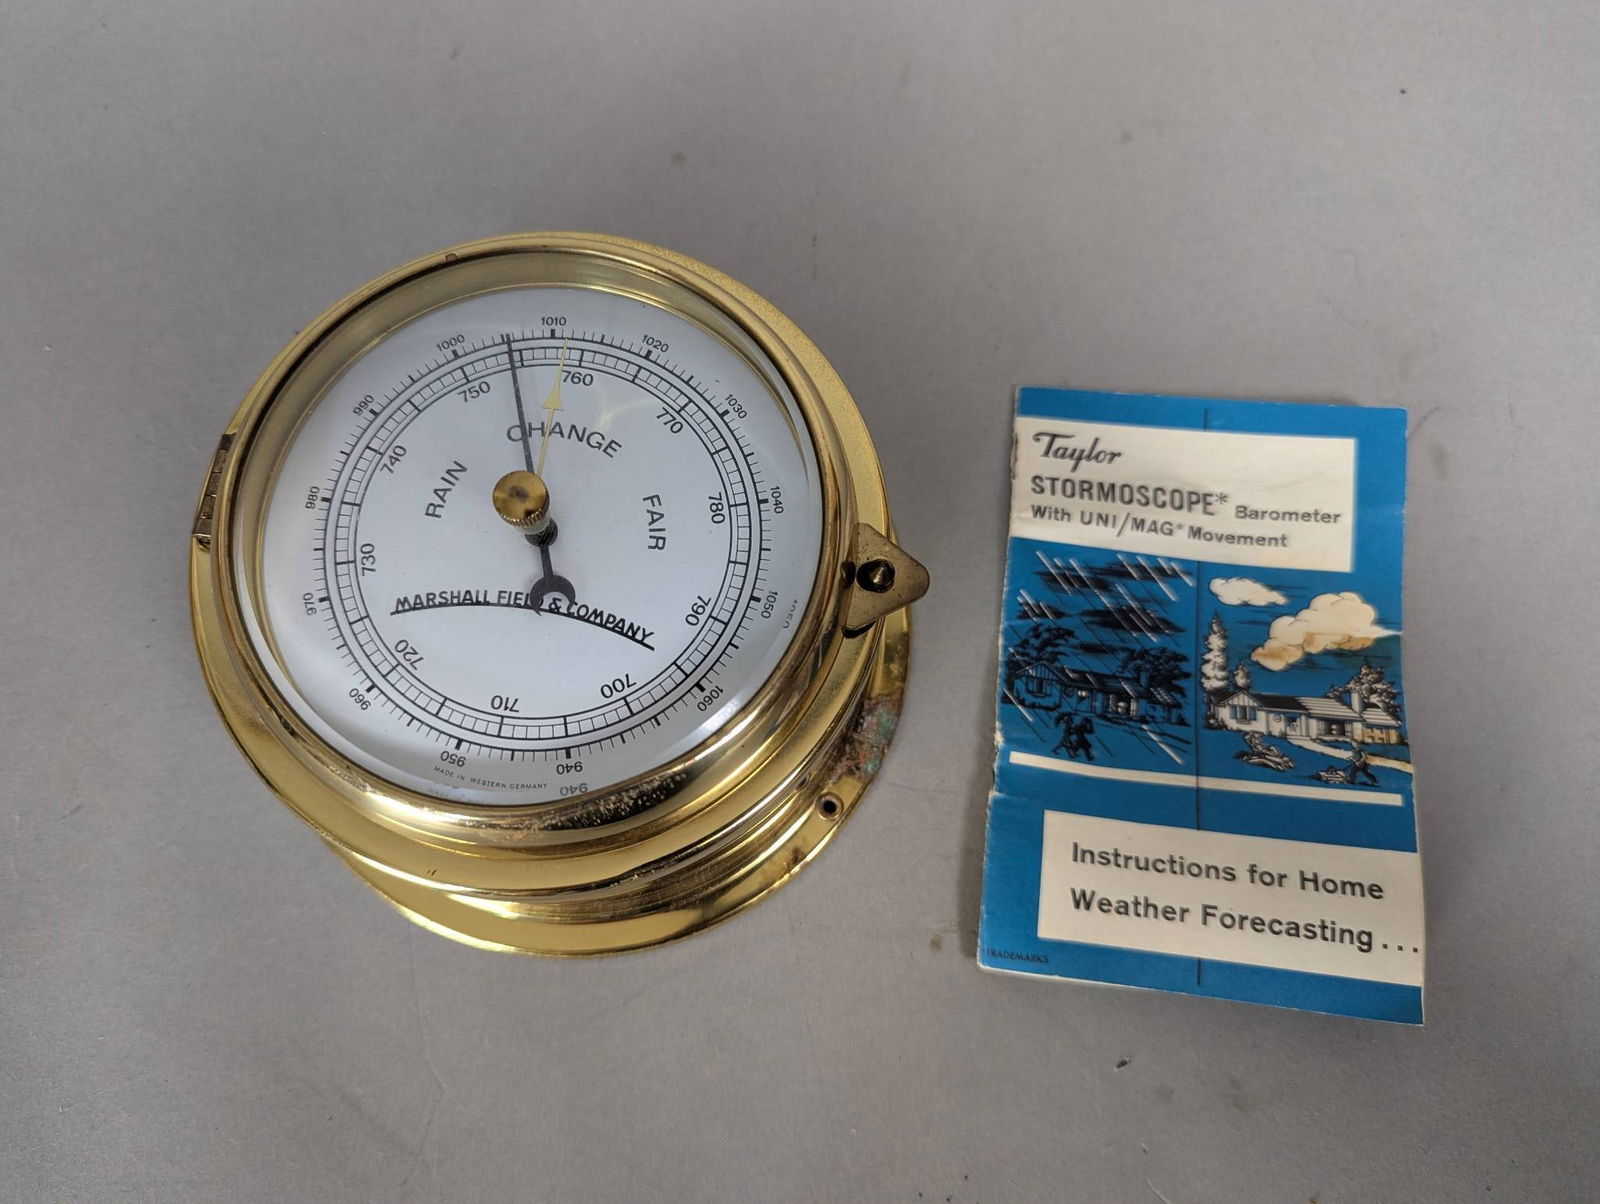 1000
1010
1020
990
1030
980
1040
970
1050
960
1060
950
940
750
760
740
770
730
780
720
790
710
700
RAIN
CHANGE
FAIR
MARSHALL FIELD & COMPANY
MADE IN WESTERN GERMANY
Taylor
STORMOSCOPE* Barometer
With UNI/MAG* Movement
Instructions for Home
Weather Forecasting...
TRADEMARKS